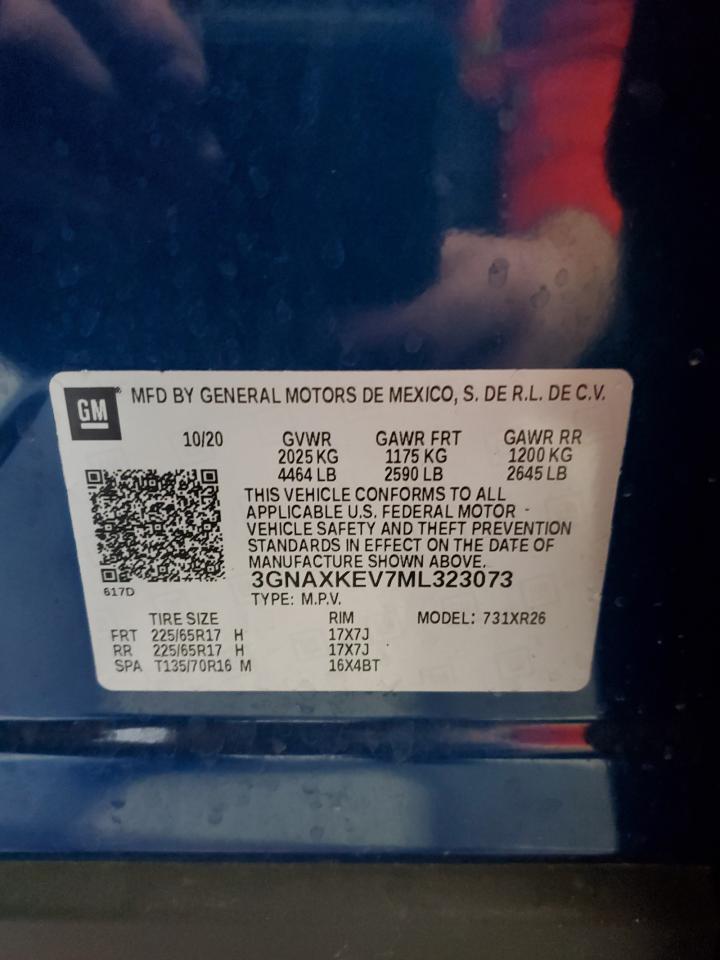 GM® MFD BY GENERAL MOTORS DE MEXICO, S. DE R.L. DE C.V.
10/20 GVWR GAWR FRT GAWR RR
2025 KG 1175 KG 1200 KG
4464 LB 2590 LB 2645 LB
THIS VEHICLE CONFORMS TO ALL
APPLICABLE U.S. FEDERAL MOTOR -
VEHICLE SAFETY AND THEFT PREVENTION
STANDARDS IN EFFECT ON THE DATE OF
MANUFACTURE SHOWN ABOVE.
617D
3GNAXKEV7ML323073
TYPE: M.P.V.
TIRE SIZE RIM MODEL: 731XR26
FRT 225/65R17 H 17X7J
RR 225/65R17 H 17X7J
SPA T135/70R16 M 16X4BT